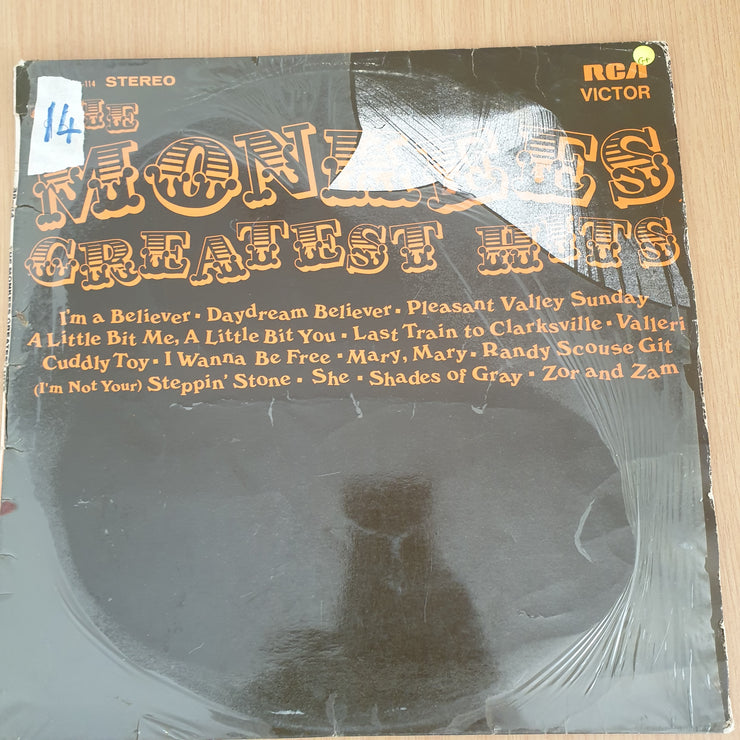 -114 STEREO
RCA
VICTOR
14
G+
THE
MONKEES
GREATEST HITS
I'm a Believer • Daydream Believer • Pleasant Valley Sunday
A Little Bit Me, A Little Bit You • Last Train to Clarksville • Valleri
Cuddly Toy • I Wanna Be Free • Mary, Mary • Randy Scouse Git
(I'm Not Your) Steppin' Stone • She • Shades of Gray • Zor and Zam